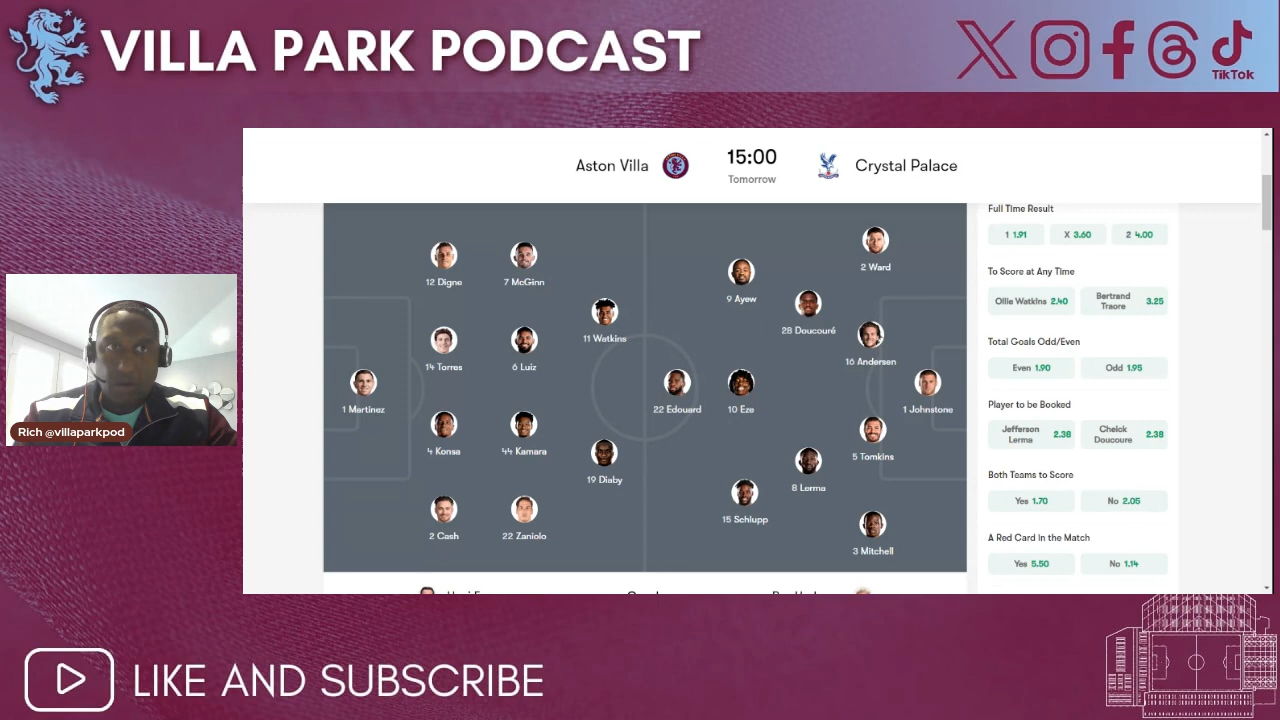 VILLA PARK PODCAST
TikTok
Aston Villa
15:00
Tomorrow
Crystal Palace
12 Digne
7 McGinn
11 Watkins
14 Torres
6 Luiz
1 Martinez
4 Konsa
44 Kamara
19 Diaby
2 Cash
22 Zaniolo
2 Ward
9 Ayew
28 Doucouré
16 Andersen
22 Edouard
10 Eze
1 Johnstone
5 Tomkins
8 Lerma
15 Schlupp
3 Mitchell
Full Time Result
1 1.91 X 3.60 2 4.00
To Score at Any Time
Ollie Watkins 2.40
Bertrand Traore 3.25
Total Goals Odd/Even
Even 1.90 Odd 1.95
Player to be Booked
Jefferson Lerma 2.38
Cheick Doucoure 2.38
Both Teams to Score
Yes 1.70 No 2.05
A Red Card In the Match
Yes 5.50 No 1.14
Rich @villaparkpod
LIKE AND SUBSCRIBE